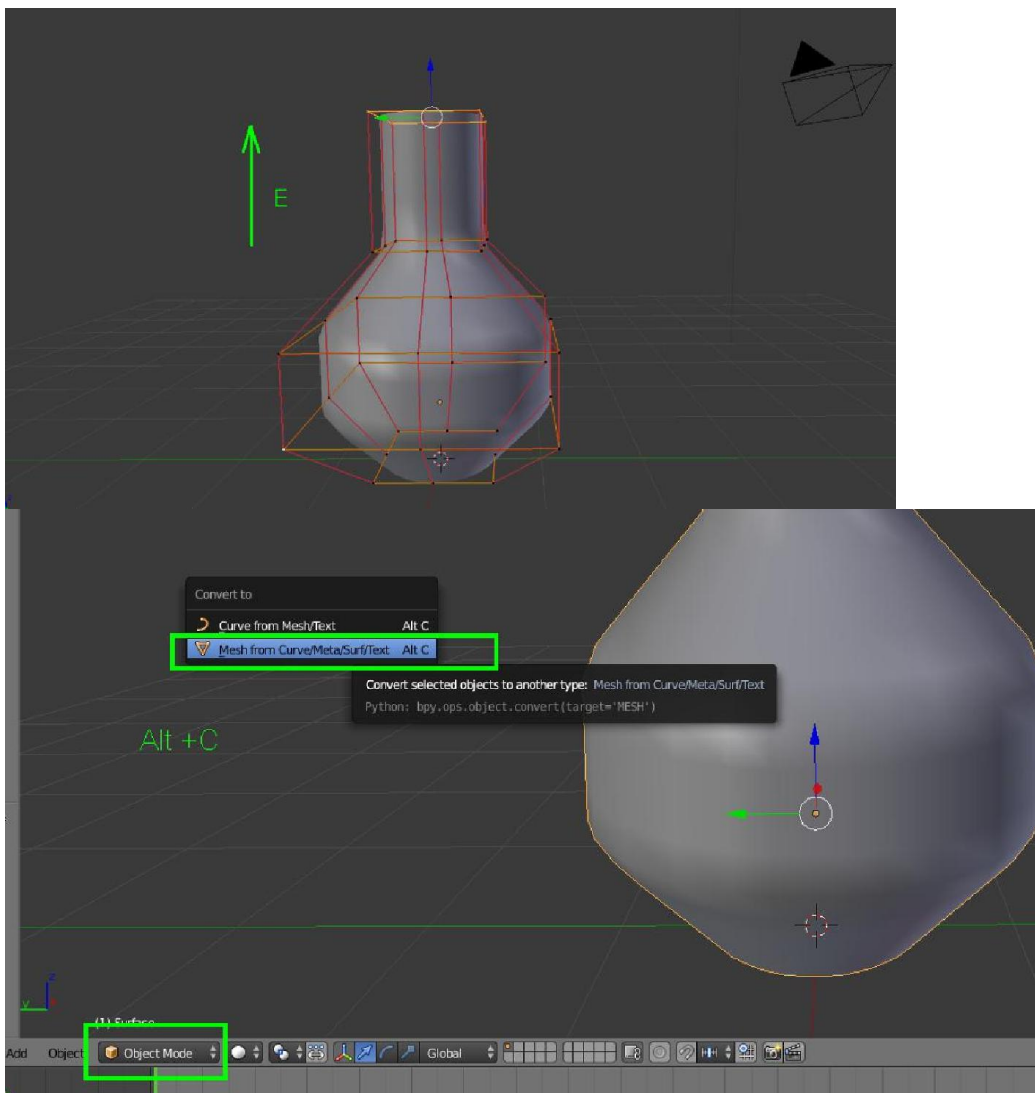 E
Convert to
Curve from Mesh/Text Alt C
Mesh from Curve/Meta/Surf/Text Alt C
Convert selected objects to another type: Mesh from Curve/Meta/Surf/Text
Python: bpy.ops.object.convert(target='MESH')
Alt +C
z
y
(1) Surface
Add Object Object Mode Global